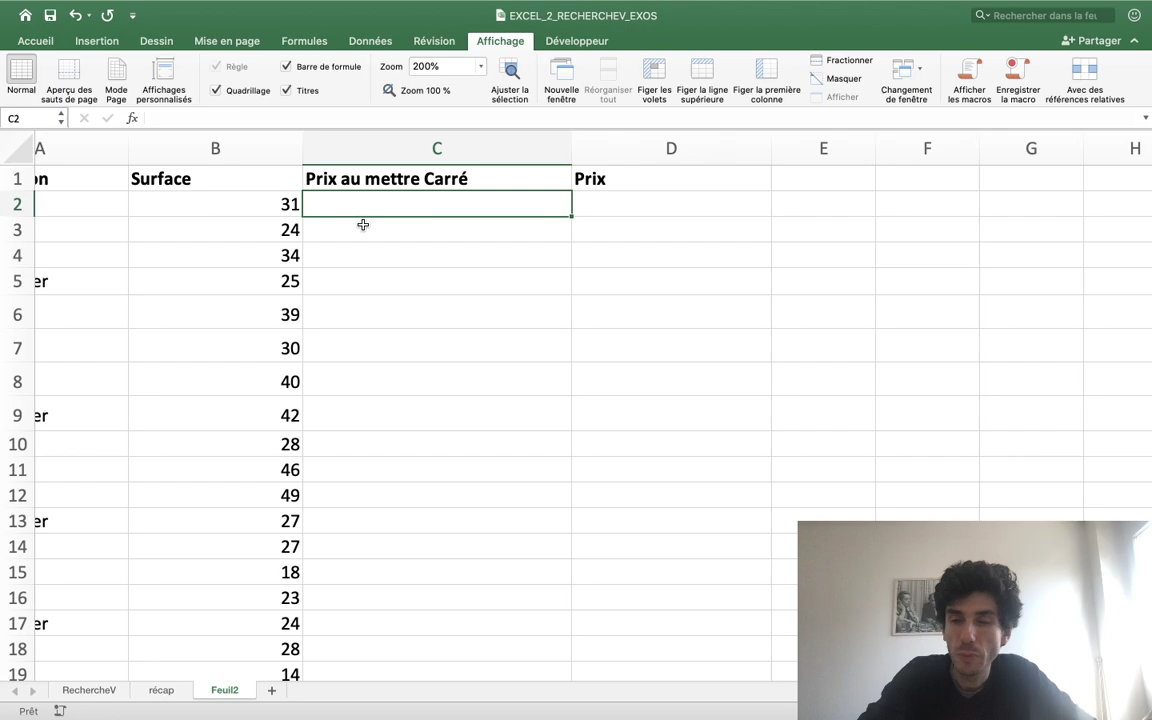 EXCEL_2_RECHERCHEV_EXOS
Rechercher dans la feu
Accueil Insertion Dessin Mise en page Formules Données Révision Affichage Développeur Partager
Normal
Aperçu des sauts de page
Mode Page
Affichages personnalisés
Règle
Barre de formule
Quadrillage
Titres
Zoom 200%
Zoom 100 %
Ajuster la sélection
Nouvelle fenêtre
Réorganiser tout
Figer les volets
Figer la ligne supérieure
Figer la première colonne
Fractionner
Masquer
Afficher
Changement de fenêtre
Afficher les macros
Enregistrer la macro
Avec des références relatives
C2 fx
A B C D E F G H
1 on Surface Prix au mettre Carré Prix
2 31
3 24
4 34
5 er 25
6 39
7 30
8 40
9 er 42
10 28
11 46
12 49
13 er 27
14 27
15 18
16 23
17 er 24
18 28
19 14
RechercheV récap Feuil2 +
Prêt